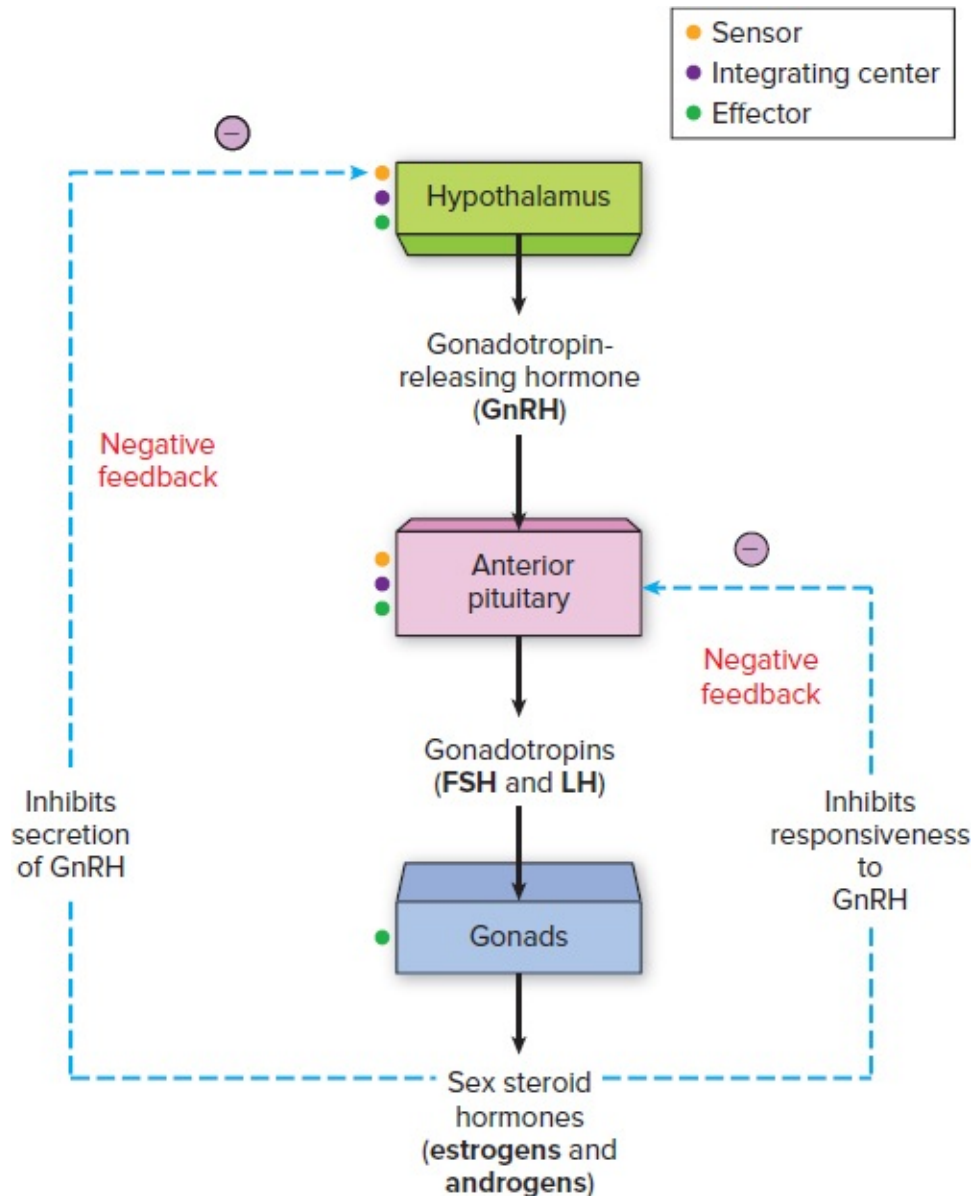 Sensor
Integrating center
Effector
−
Hypothalamus
Gonadotropin-
releasing hormone
(GnRH)
Negative
feedback
−
Anterior
pituitary
Negative
feedback
Gonadotropins
(FSH and LH)
Inhibits
secretion
of GnRH
Inhibits
responsiveness
to
GnRH
Gonads
Sex steroid
hormones
(estrogens and
androgens)